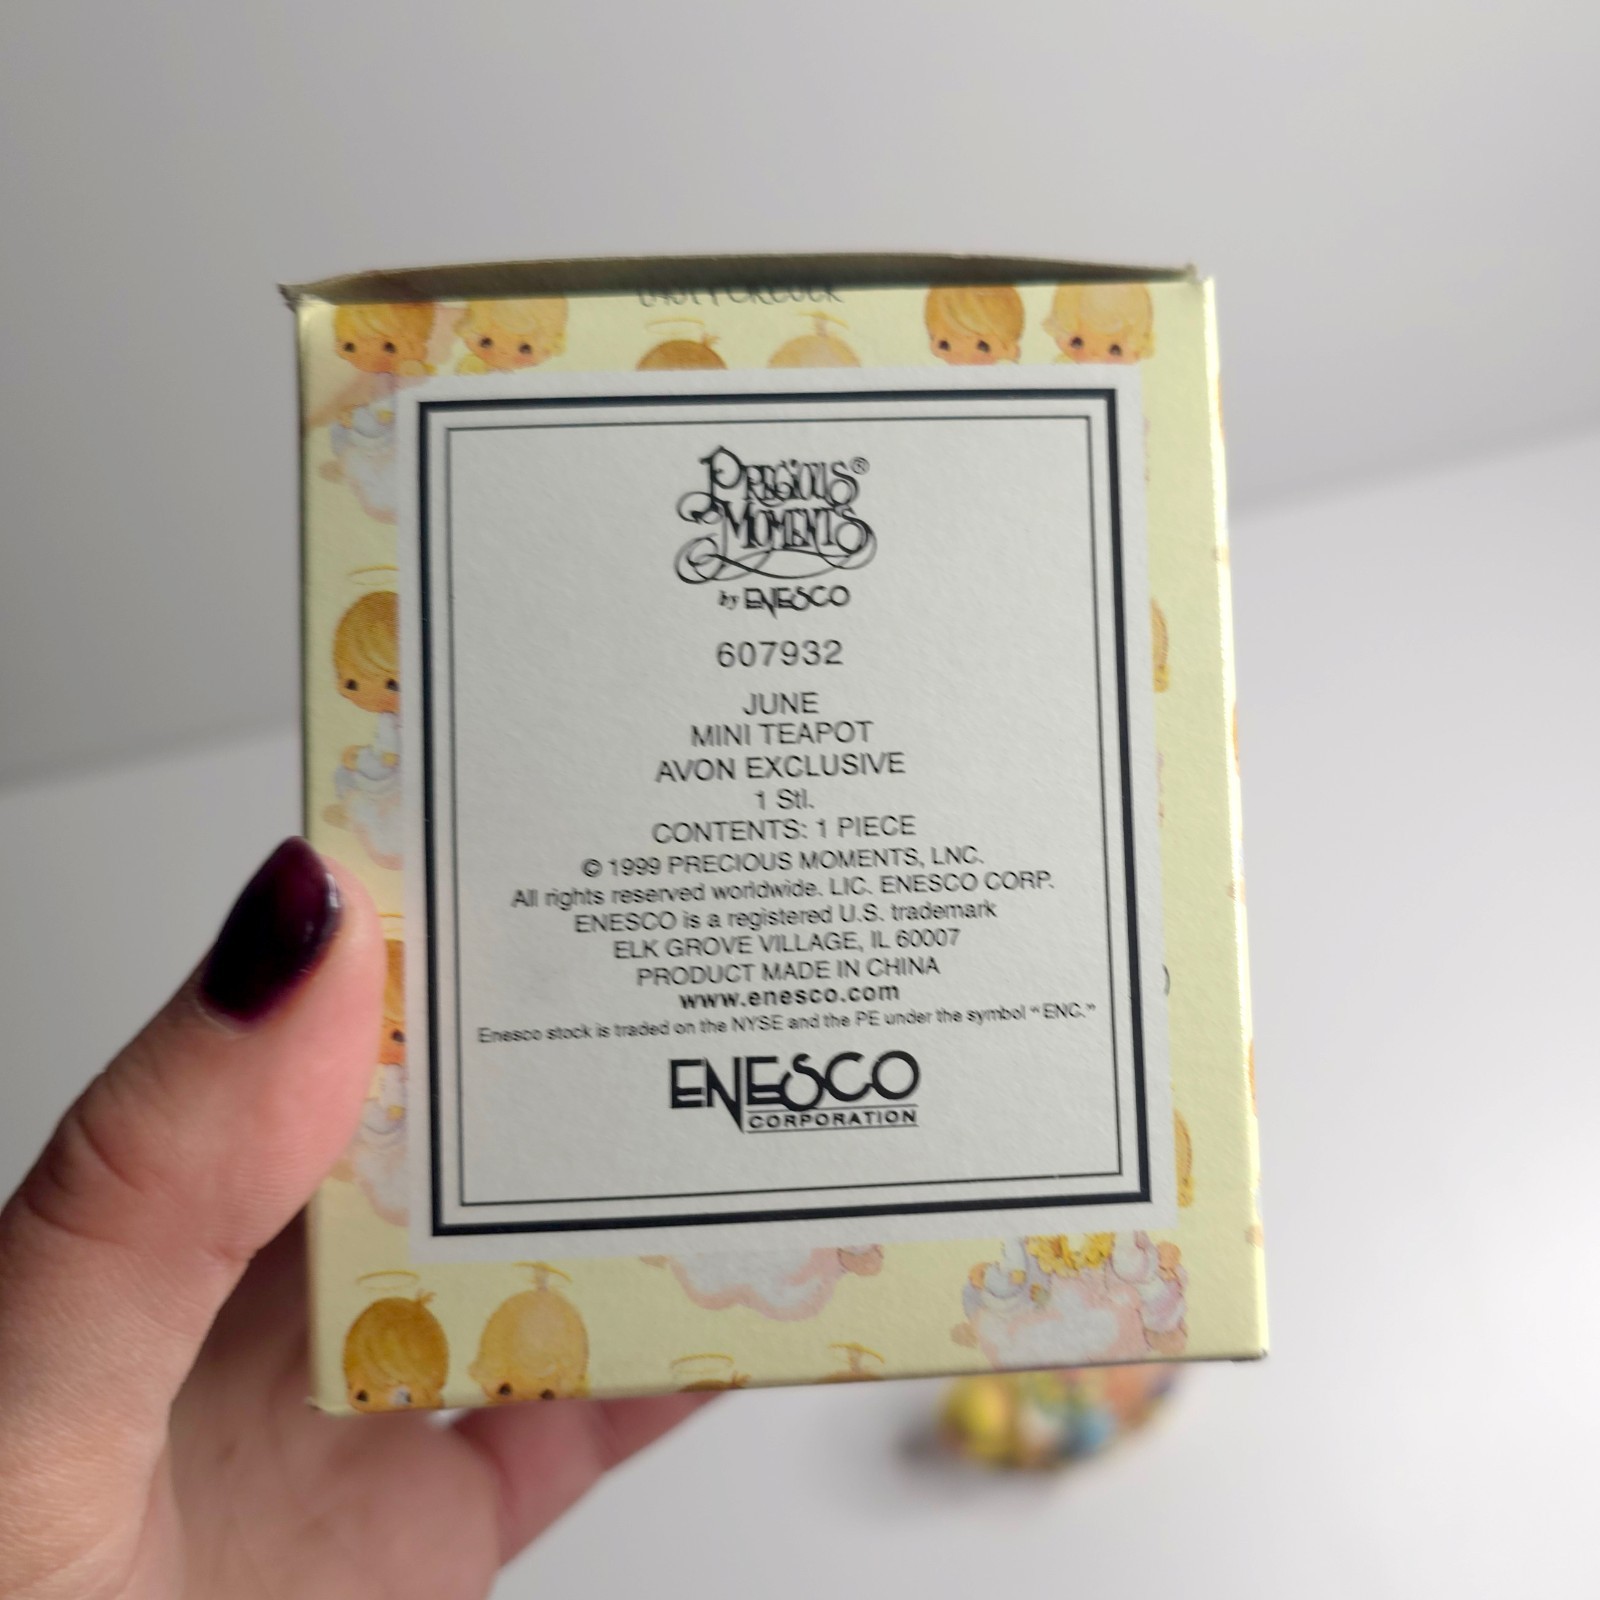 PRECIOUS®
MOMENTS
by ENESCO
607932
JUNE
MINI TEAPOT
AVON EXCLUSIVE
1 Stl.
CONTENTS: 1 PIECE
© 1999 PRECIOUS MOMENTS, LNC.
All rights reserved worldwide. LIC. ENESCO CORP.
ENESCO is a registered U.S. trademark
ELK GROVE VILLAGE, IL 60007
PRODUCT MADE IN CHINA
www.enesco.com
Enesco stock is traded on the NYSE and the PE under the symbol "ENC."
ENESCO
CORPORATION